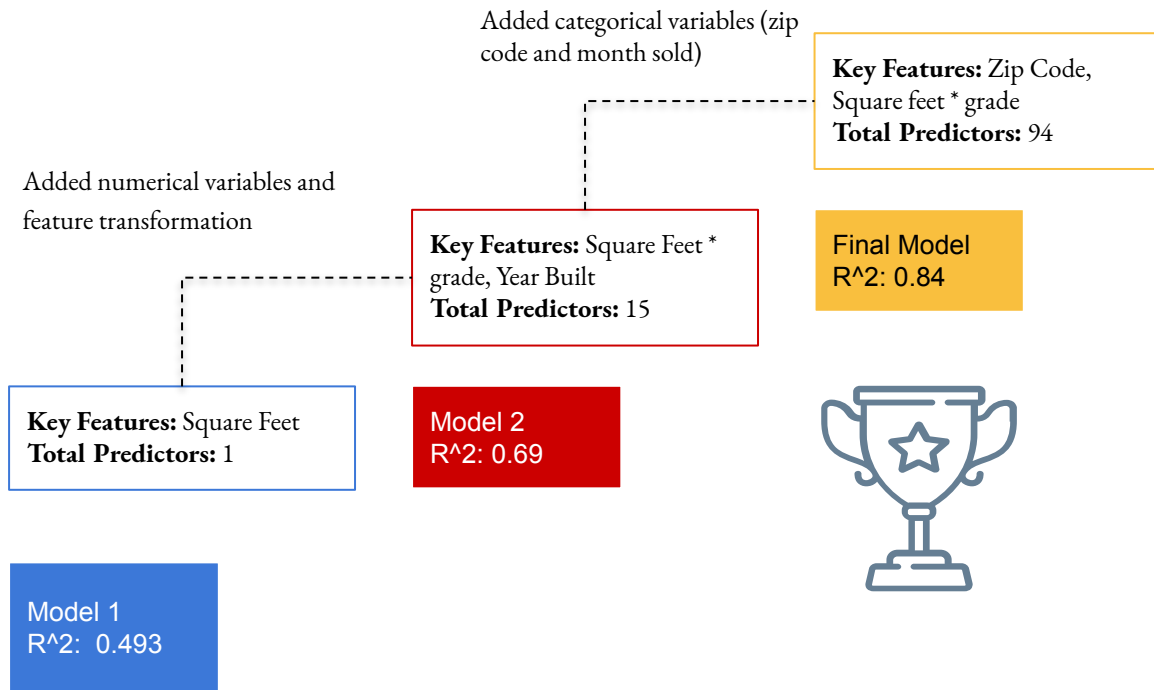 Added categorical variables (zip
code and month sold)
Key Features: Zip Code,
Square feet * grade
Total Predictors: 94
Added numerical variables and
feature transformation
Key Features: Square Feet *
grade, Year Built
Total Predictors: 15
Final Model
R^2: 0.84
Key Features: Square Feet
Total Predictors: 1
Model 2
R^2: 0.69
Model 1
R^2: 0.493